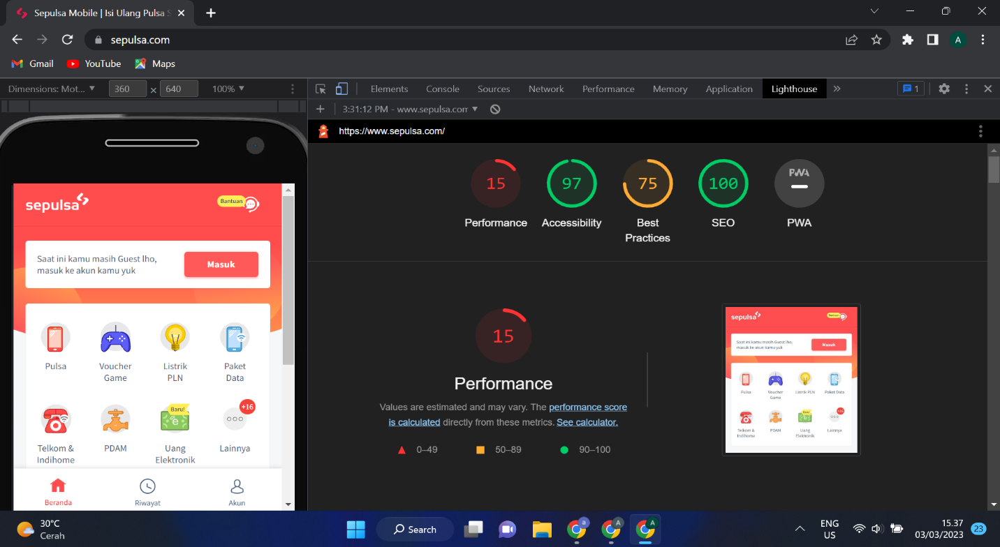 Sepulsa Mobile | Isi Ulang Pulsa S
sepulsa.com
A
Gmail
YouTube
Maps
Dimensions: Mot...
360
×
640
100%
Elements
Console
Sources
Network
Performance
Memory
Application
Lighthouse
1
3:31:12 PM - www.sepulsa.com
https://www.sepulsa.com/
sepulsa
Bantuan
Saat ini kamu masih Guest lho,
masuk ke akun kamu yuk
Masuk
Pulsa
Voucher
Game
Listrik
PLN
Paket
Data
Telkom &
Indihome
PDAM
Baru!
e
Uang
Elektronik
+16
Lainnya
Beranda
Riwayat
Akun
15
Performance
97
Accessibility
75
Best
Practices
100
SEO
PWA
PWA
15
Performance
Values are estimated and may vary. The performance score
is calculated directly from these metrics. See calculator.
0–49
50–89
90–100
sepulsa
Bantuan
Saat ini kamu masih Guest lho,
masuk ke akun kamu yuk
Masuk
Pulsa
Voucher
Game
Listrik PLN
Paket Data
Telkom &
Indihome
PDAM
Baru!
Uang
Elektronik
+16
Lainnya
30°C
Cerah
Search
a
A
A
ENG
US
15.37
03/03/2023
23